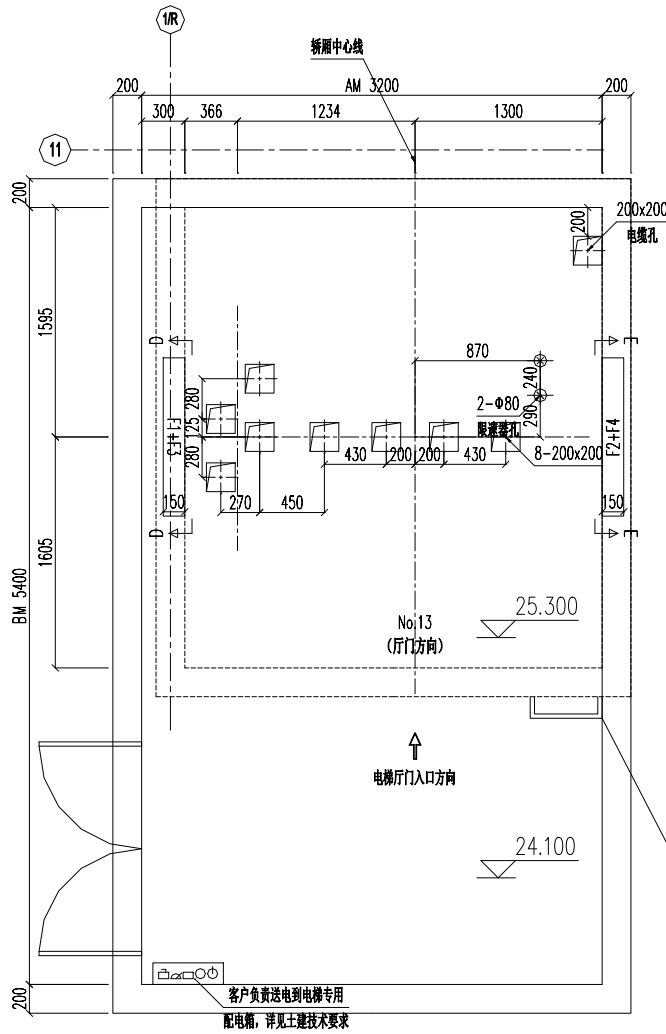 1/R
轿厢中心线
200
AM 3200
200
300
366
1234
1300
11
200
200
200x200
电缆孔
1595
870
D
E
240
280
2-Φ80
290
F1+F3
125
限速器孔
F2+F4
280
430
200
200
430
8-200x200
150
270
450
150
D
E
1605
BM 5400
25.300
No.13
(厅门方向)
电梯厅门入口方向
24.100
200
客户负责送电到电梯专用
配电箱，详见土建技术要求